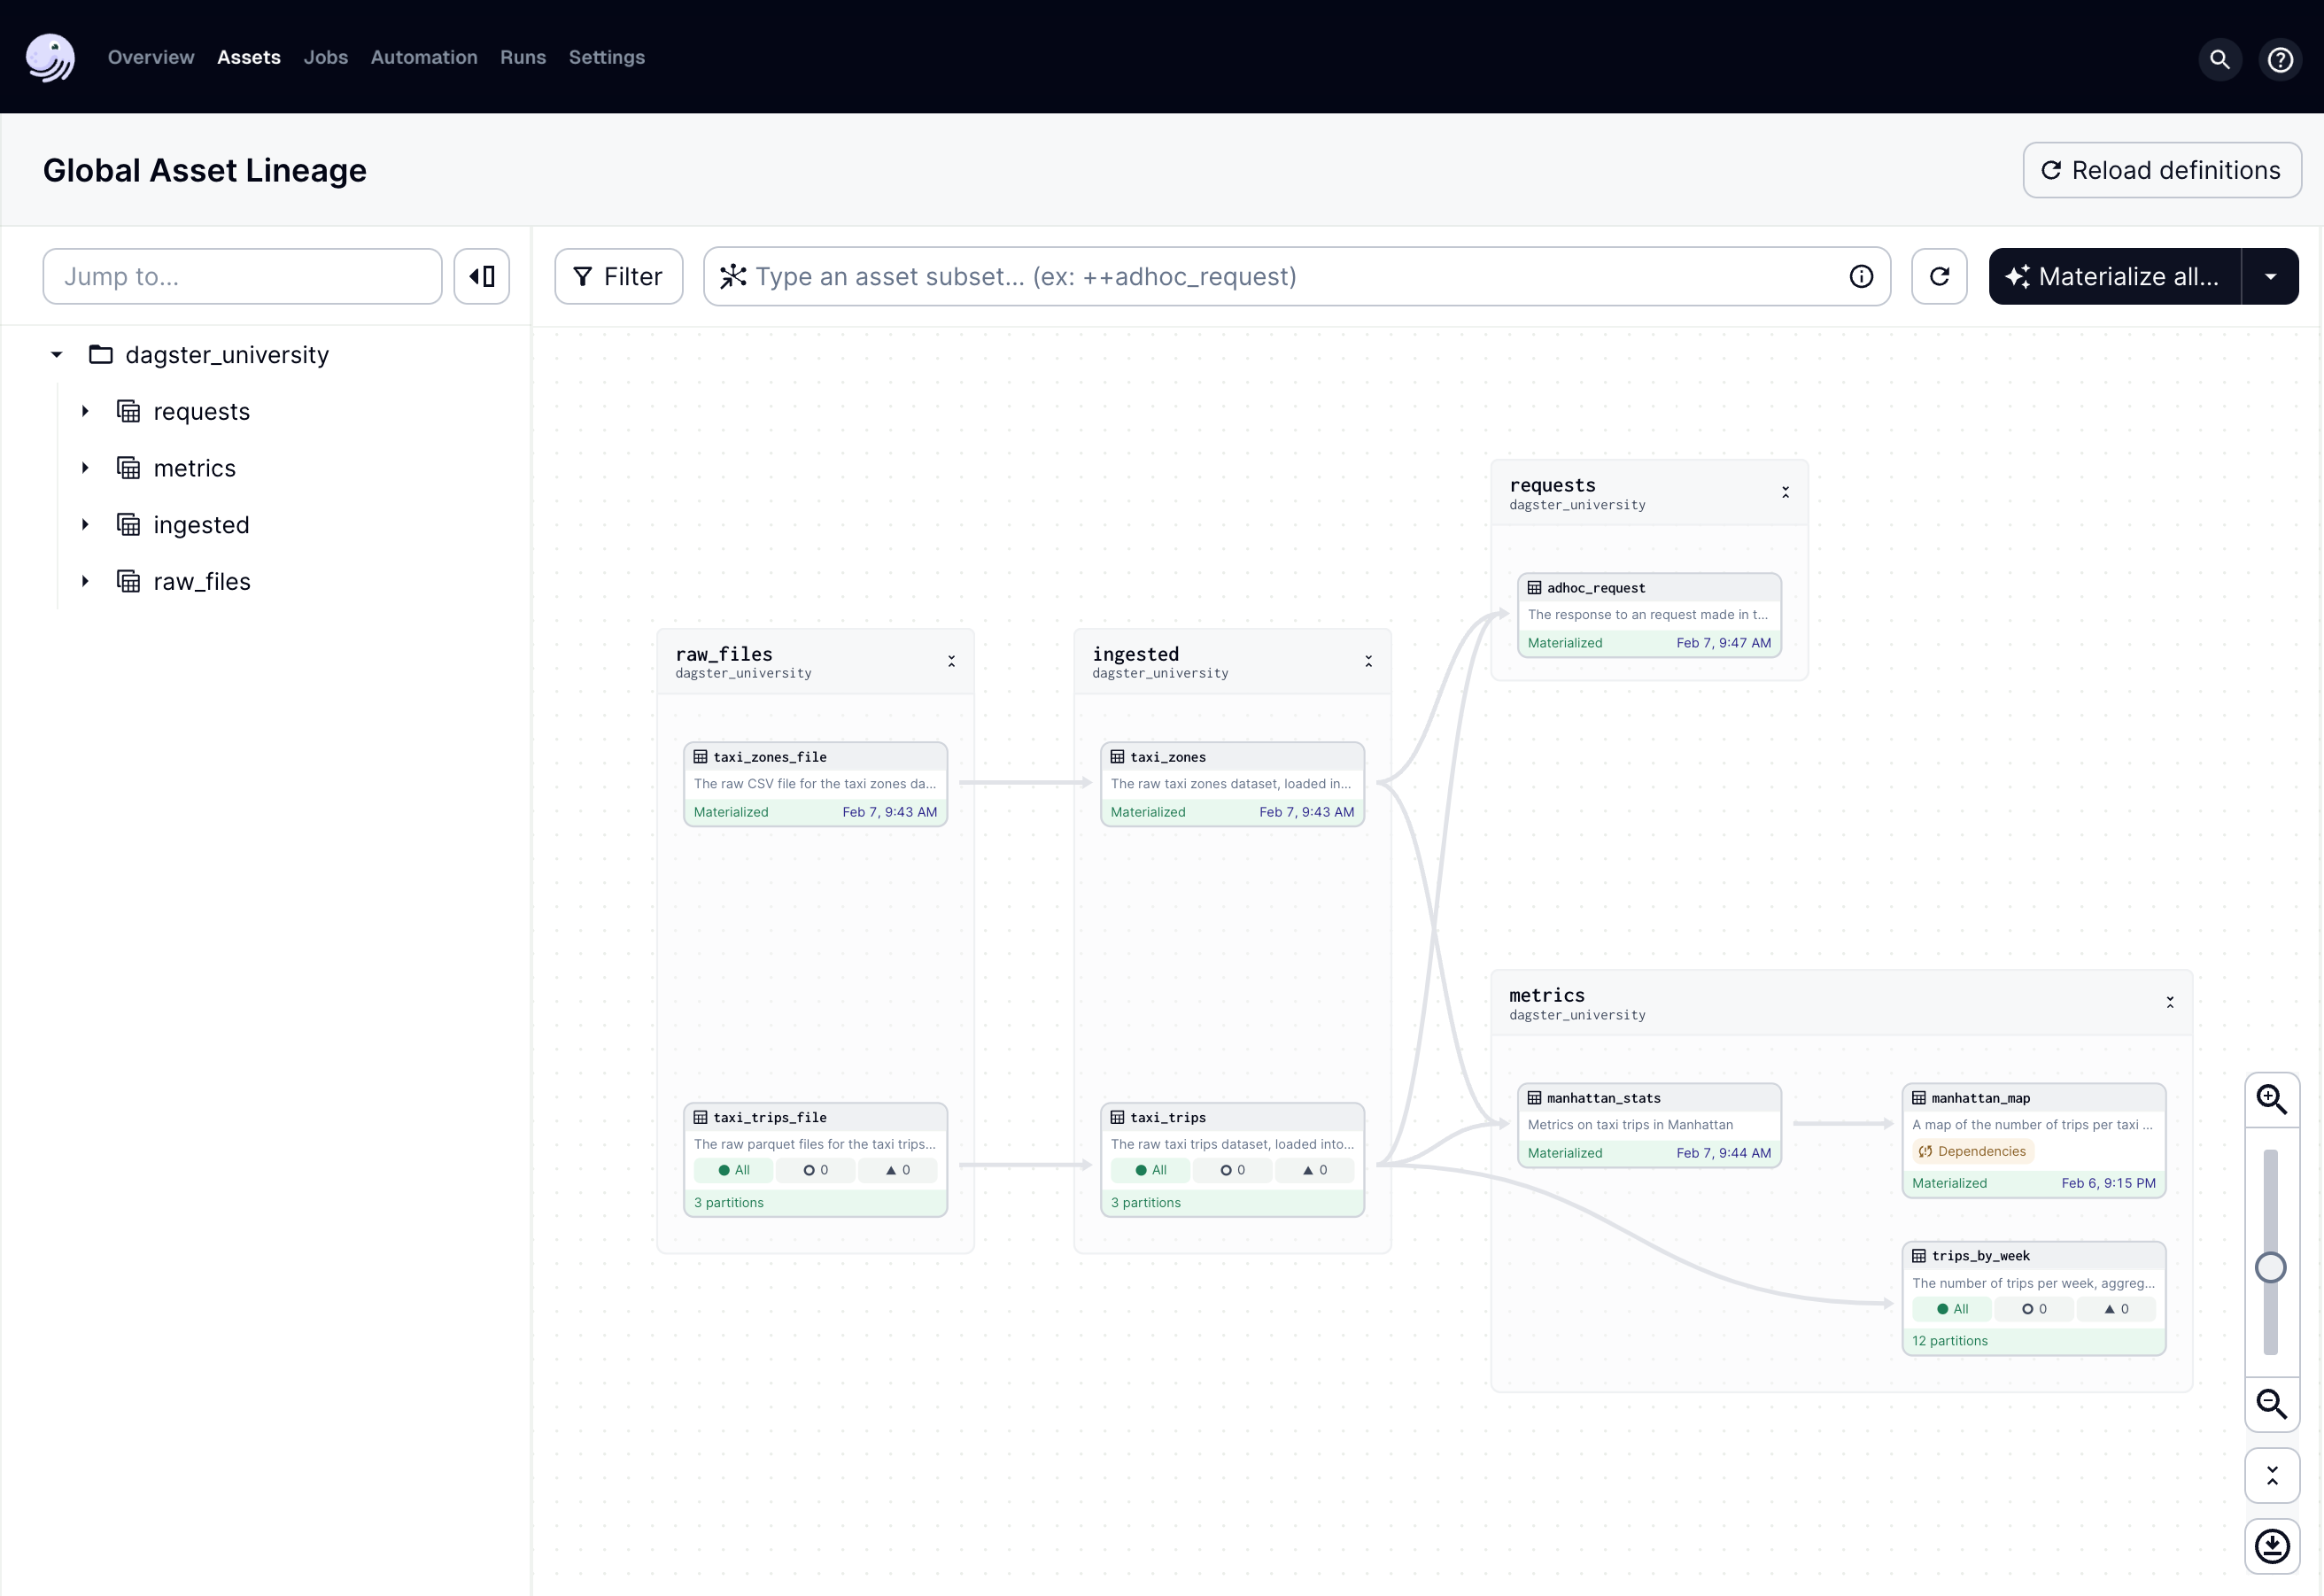 Overview Assets Jobs Automation Runs Settings
Global Asset Lineage
Reload definitions
Jump to...
Filter
Type an asset subset... (ex: ++adhoc_request)
Materialize all...
dagster_university
requests
metrics
ingested
raw_files
raw_files
dagster_university
taxi_zones_file
The raw CSV file for the taxi zones da...
Materialized Feb 7, 9:43 AM
taxi_trips_file
The raw parquet files for the taxi trips...
All 0 0
3 partitions
ingested
dagster_university
taxi_zones
The raw taxi zones dataset, loaded in...
Materialized Feb 7, 9:43 AM
taxi_trips
The raw taxi trips dataset, loaded into...
All 0 0
3 partitions
requests
dagster_university
adhoc_request
The response to an request made in t...
Materialized Feb 7, 9:47 AM
metrics
dagster_university
manhattan_stats
Metrics on taxi trips in Manhattan
Materialized Feb 7, 9:44 AM
manhattan_map
A map of the number of trips per taxi ...
Dependencies
Materialized Feb 6, 9:15 PM
trips_by_week
The number of trips per week, aggreg...
All 0 0
12 partitions